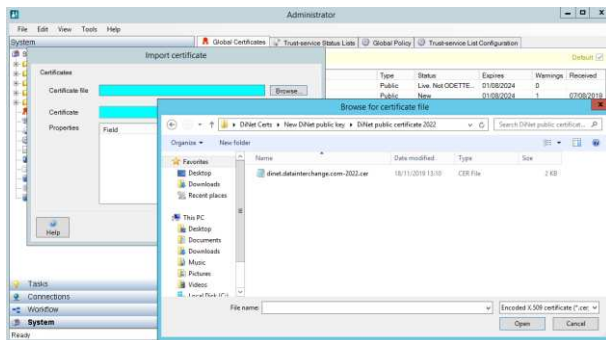 Administrator
File Edit View Tools Help
System
Global Certificates Trust-service Status Lists Global Policy Trust-service List Configuration
Import certificate
Default
Certificates
Certificate file
Browse...
Type Status Expires Warnings Received
Public Live. Not ODETTE... 01/08/2024 0
Public New 01/08/2024 1 07/08/2019
Certificate
Properties
Field
Help
Browse for certificate file
DiNet Certs New DiNet public key DiNet public certificate 2022
Search DiNet public certificat...
Organize New folder
Name Date modified Type Size
Favorites
Desktop
Downloads
Recent places
dinet.datainterchange.com-2022.cer 18/11/2019 13:10 CER File 2 KB
This PC
Desktop
Documents
Downloads
Music
Pictures
Videos
File name:
Encoded X.509 certificate (*.cer;
Open Cancel
Tasks
Connections
Workflow
System
Ready